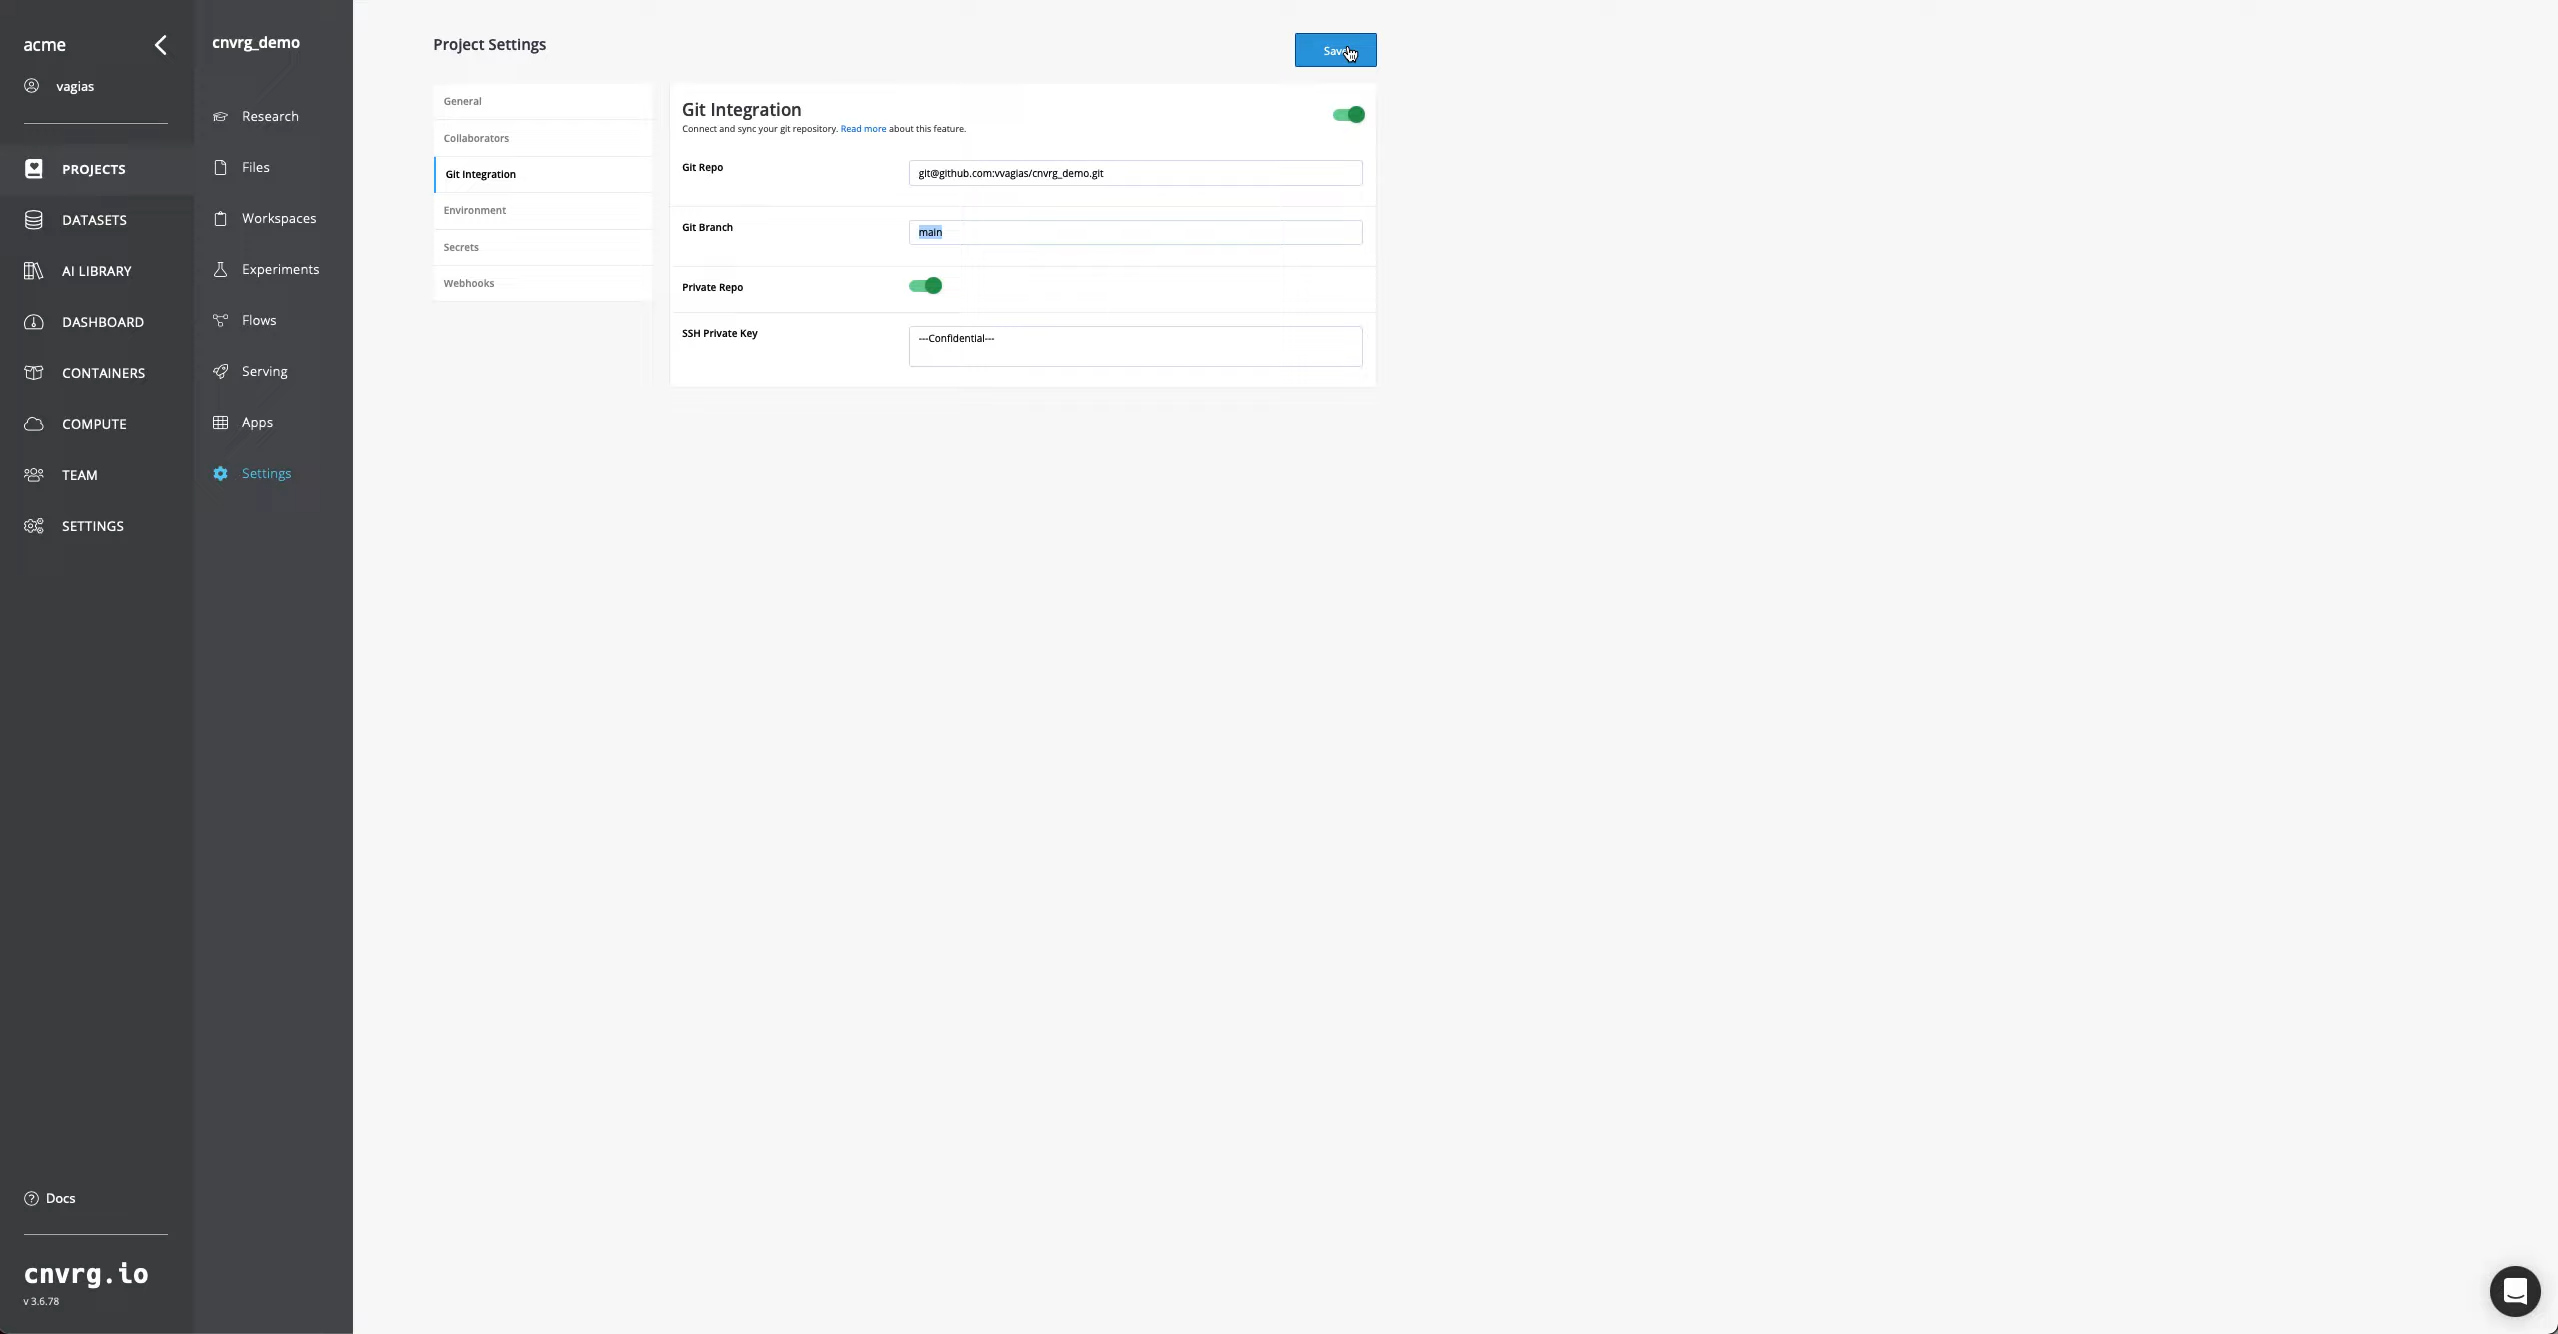 acme
vagias
PROJECTS
DATASETS
AI LIBRARY
DASHBOARD
CONTAINERS
COMPUTE
TEAM
SETTINGS
Docs
cnvrg.io
v 3.6.78
cnvrg_demo
Research
Files
Workspaces
Experiments
Flows
Serving
Apps
Settings
Project Settings
General
Collaborators
Git Integration
Environment
Secrets
Webhooks
Save
Git Integration
Connect and sync your git repository. Read more about this feature.
Git Repo
git@github.com:vvagias/cnvrg_demo.git
Git Branch
main
Private Repo
SSH Private Key
---Confidential---